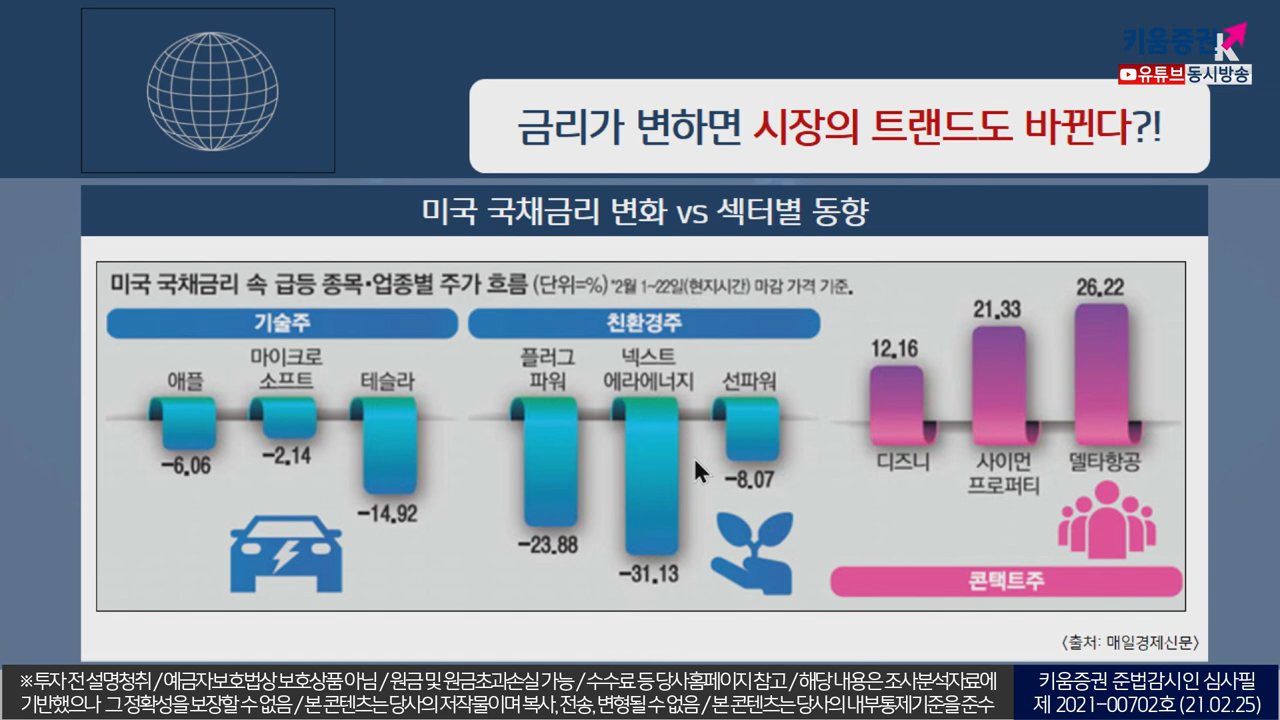 키움증권
유튜브 동시방송
금리가 변하면 시장의 트랜드도 바뀐다?!
미국 국채금리 변화 vs 섹터별 동향
미국 국채금리 속 급등 종목·업종별 주가 흐름 (단위=%) *2월 1~22일(현지시간) 마감 가격 기준.
기술주
애플
-6.06
마이크로
소프트
-2.14
테슬라
-14.92
친환경주
플러그
파워
-23.88
넥스트
에라에너지
-31.13
선파워
-8.07
12.16
디즈니
21.33
사이먼
프로퍼티
26.22
델타항공
콘택트주
<출처: 매일경제신문>
※ 투자 전 설명청취 / 예금자보호법상 보호상품 아님 / 원금 및 원금초과손실 가능 / 수수료 등 당사홈페이지 참고 / 해당 내용은 조사분석자료에
기반했으나 그 정확성을 보장할 수 없음 / 본 콘텐츠는 당사의 저작물이며 복사, 전송, 변형될 수 없음 / 본 콘텐츠는 당사의 내부통제기준을 준수
키움증권 준법감시인 심사필
제 2021-00702호 (21.02.25)